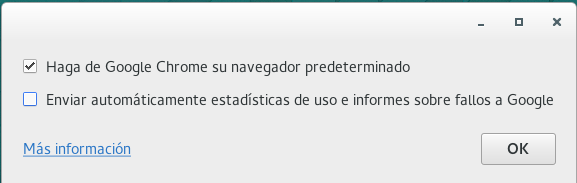 Haga de Google Chrome su navegador predeterminado
Enviar automáticamente estadísticas de uso e informes sobre fallos a Google
Más información
OK